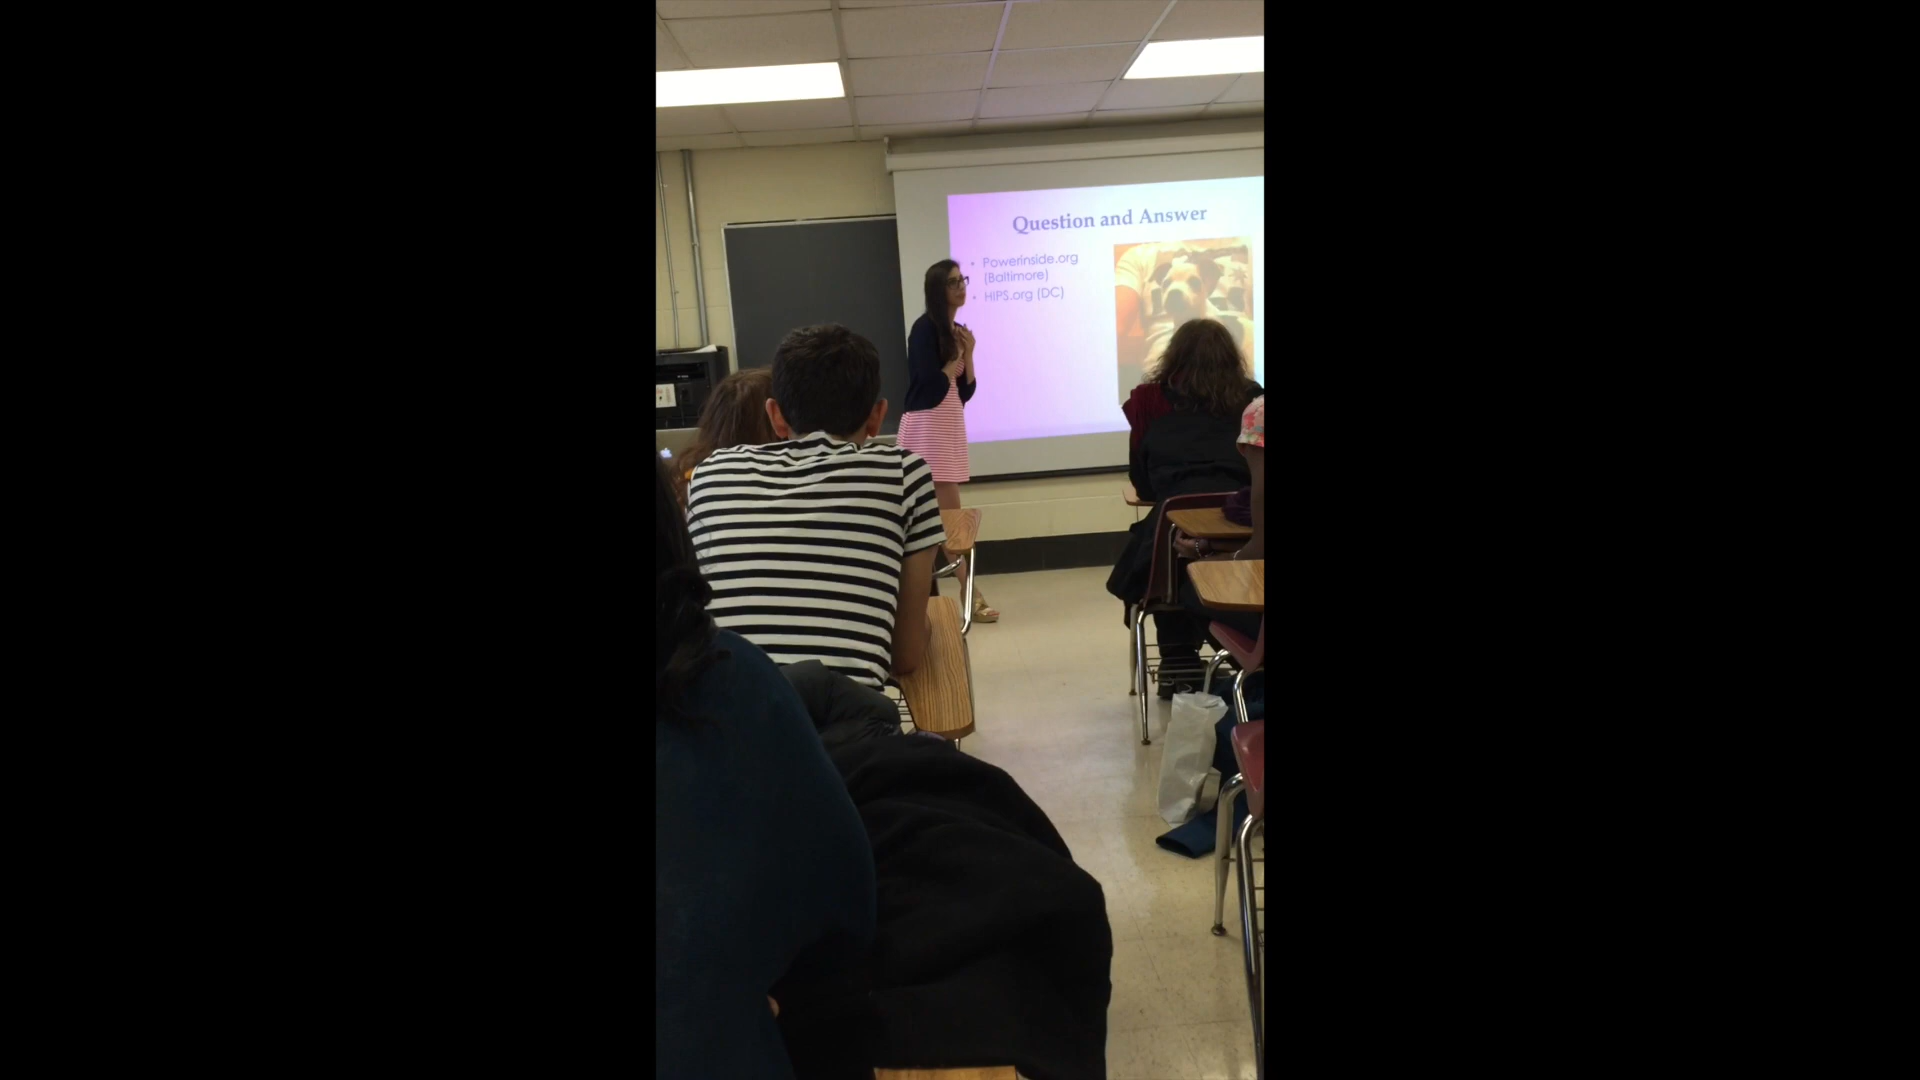 Question and Answer
• Powerinside.org
(Baltimore)
• HIPS.org (DC)